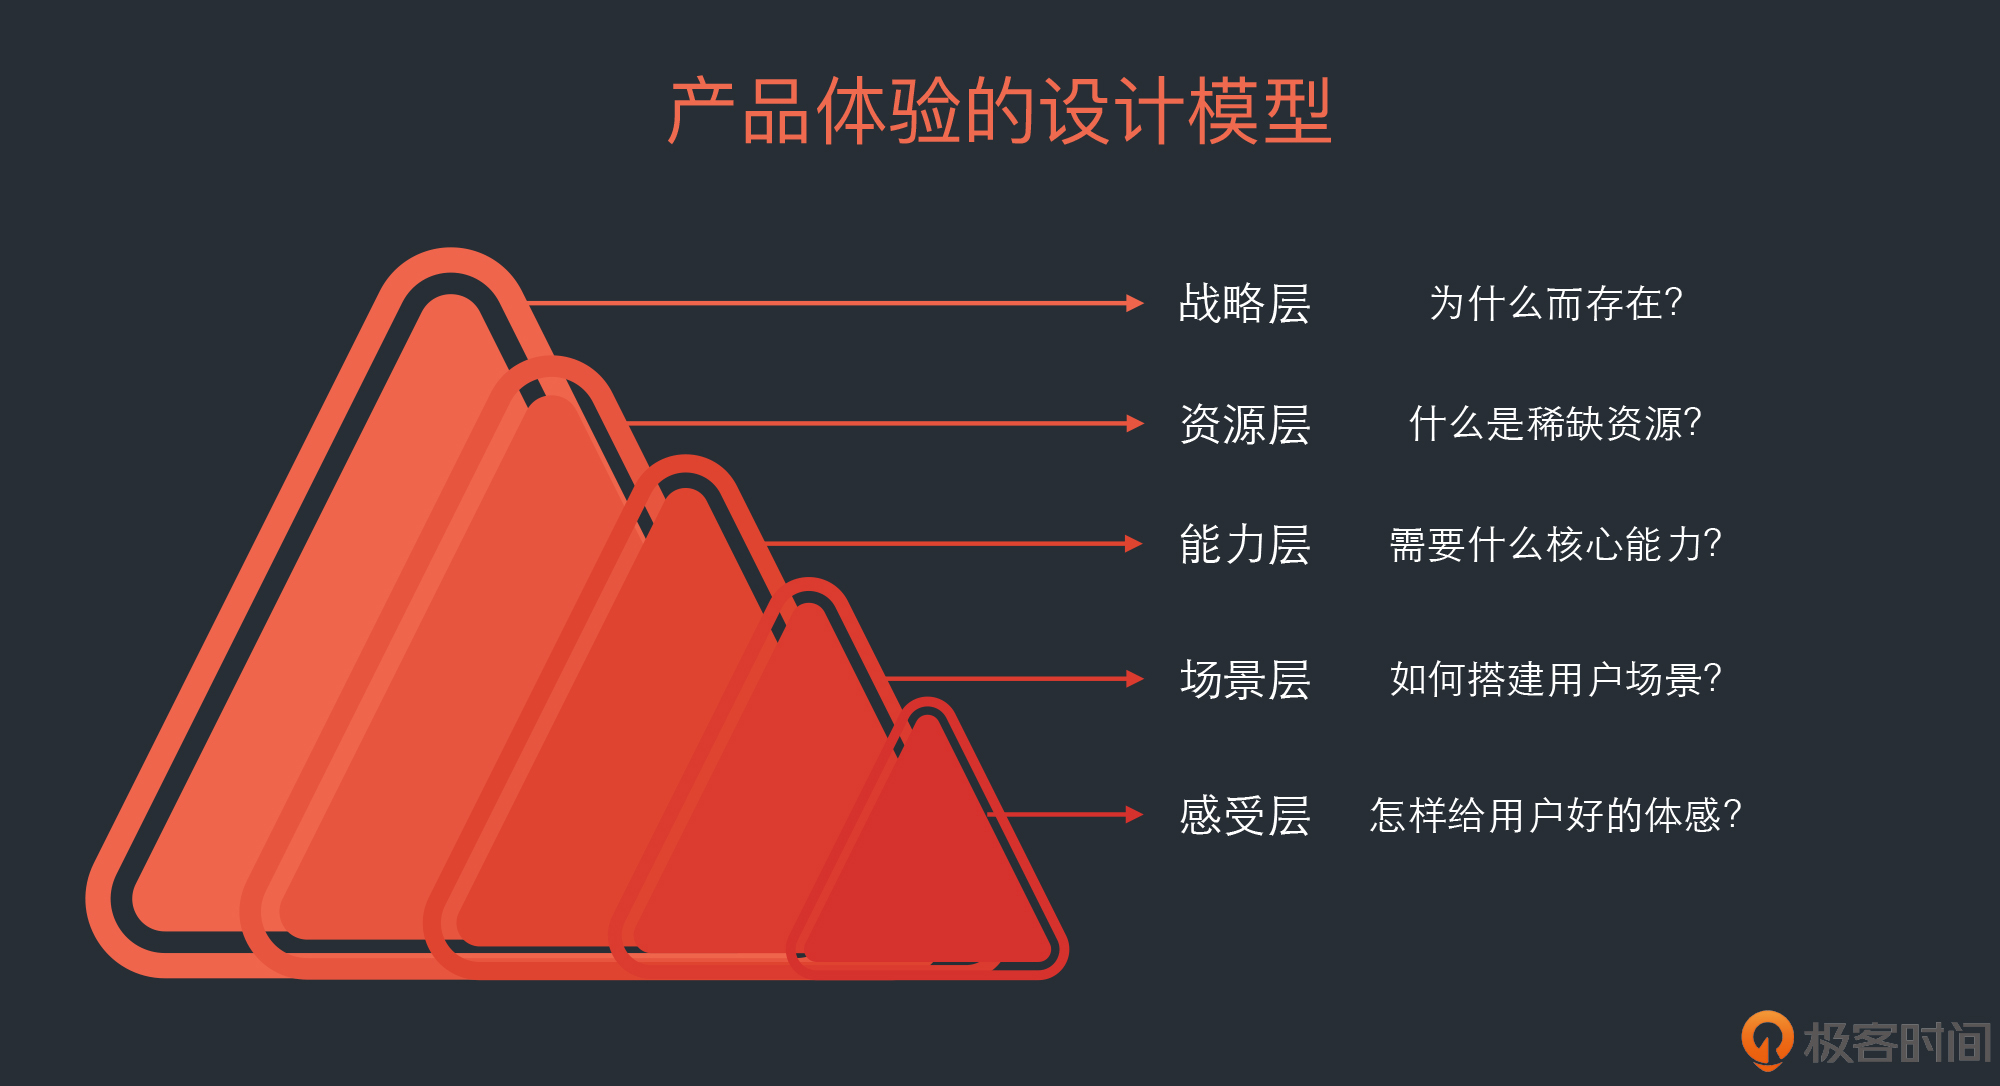 产品体验的设计模型
战略层 为什么而存在?
资源层 什么是稀缺资源?
能力层 需要什么核心能力?
场景层 如何搭建用户场景?
感受层 怎样给用户好的体感?
极客时间